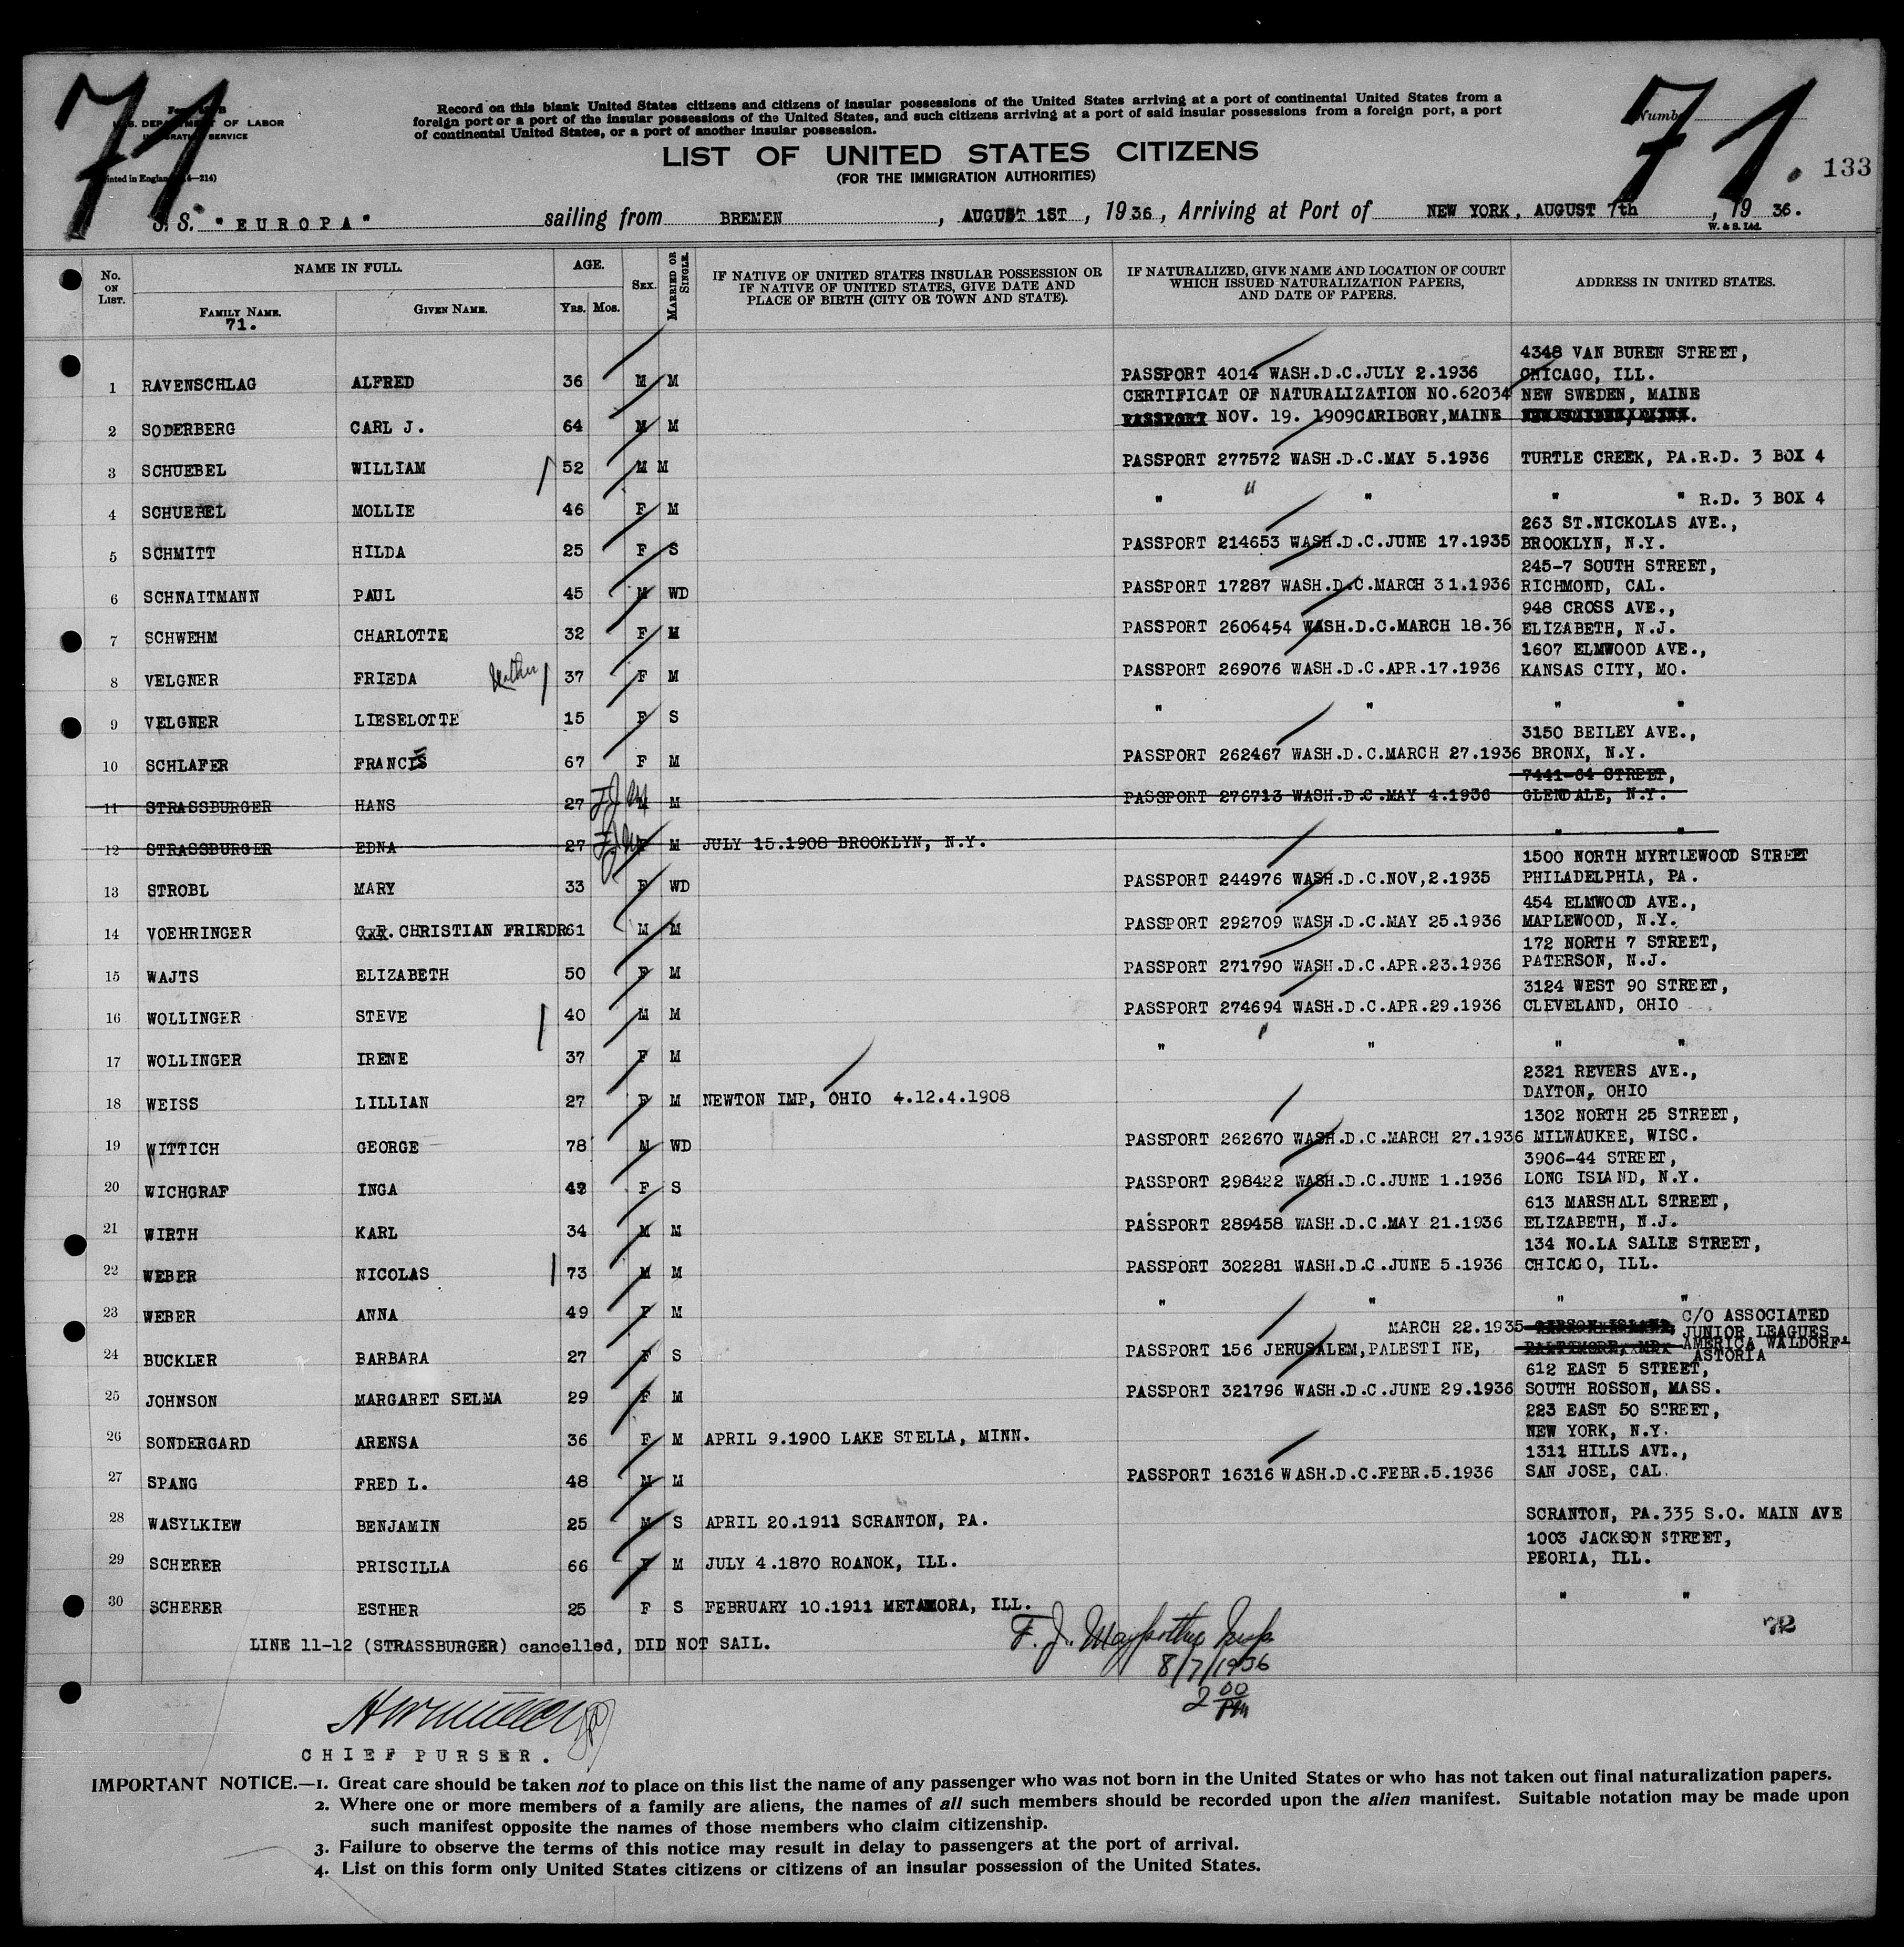 71. 71.
Form 630 B
U.S. DEPARTMENT OF LABOR
IMMIGRATION SERVICE
Record on this blank United States citizens and citizens of insular possessions of the United States arriving at a port of continental United States from a
foreign port or a port of the insular possessions of the United States, and such citizens arriving at a port of said insular possessions from a foreign port, a port
of continental United States, or a port of another insular possession.
Number
LIST OF UNITED STATES CITIZENS
(FOR THE IMMIGRATION AUTHORITIES)
133
S. S. "EUROPA" sailing from BREMEN, AUGUST 1ST, 1936, Arriving at Port of NEW YORK, AUGUST 7th, 1936.
W. & S. Ltd.
No. ON LIST. NAME IN FULL. AGE. SEX. MARRIED OR SINGLE. IF NATIVE OF UNITED STATES INSULAR POSSESSION OR IF NATIVE OF UNITED STATES, GIVE DATE AND PLACE OF BIRTH (CITY OR TOWN AND STATE). IF NATURALIZED, GIVE NAME AND LOCATION OF COURT WHICH ISSUED NATURALIZATION PAPERS, AND DATE OF PAPERS. ADDRESS IN UNITED STATES.
FAMILY NAME. GIVEN NAME. YRS. MOS.
71.
4348 VAN BUREN STREET,
1 RAVENSCHLAG ALFRED 36 M M PASSPORT 4014 WASH.D.C.JULY 2.1936 CHICAGO, ILL.
CERTIFICAT OF NATURALIZATION NO.62034 NEW SWEDEN, MAINE
2 SODERBERG CARL J. 64 M M PASSPORT NOV. 19. 1909CARIBORY,MAINE
3 SCHUEBEL WILLIAM 52 M M PASSPORT 277572 WASH.D.C.MAY 5.1936 TURTLE CREEK, PA.R.D. 3 BOX 4
4 SCHUEBEL MOLLIE 46 F M " " " " " R.D. 3 BOX 4
263 ST.NICKOLAS AVE.,
5 SCHMITT HILDA 25 F S PASSPORT 214653 WASH.D.C.JUNE 17.1935 BROOKLYN, N.Y.
245-7 SOUTH STREET,
6 SCHNAITMANN PAUL 45 M WD PASSPORT 17287 WASH.D.C.MARCH 31.1936 RICHMOND, CAL.
948 CROSS AVE.,
7 SCHWEHM CHARLOTTE 32 F M PASSPORT 2606454 WASH.D.C.MARCH 18.36 ELIZABETH, N.J.
1607 ELMWOOD AVE.,
8 VELGNER FRIEDA 37 F M PASSPORT 269076 WASH.D.C.APR.17.1936 KANSAS CITY, MO.
9 VELGNER LIESELOTTE 15 F S " " " "
3150 BEILEY AVE.,
10 SCHLAFER FRANCIS 67 F M PASSPORT 262467 WASH.D.C.MARCH 27.1936 BRONX, N.Y.
7441-64 STREET,
11 STRASSBURGER HANS 27 M M PASSPORT 276713 WASH.D.C.MAY 4.1936 GLENDALE, N.Y.
12 STRASSBURGER EDNA 27 F M JULY 15.1908 BROOKLYN, N.Y. " "
1500 NORTH MYRTLEWOOD STREET
13 STROBL MARY 33 F WD PASSPORT 244976 WASH.D.C.NOV,2.1935 PHILADELPHIA, PA.
454 ELMWOOD AVE.,
14 VOEHRINGER CHRISTIAN FRIEDR 61 M M PASSPORT 292709 WASH.D.C.MAY 25.1936 MAPLEWOOD, N.Y.
172 NORTH 7 STREET,
15 WAJTS ELIZABETH 50 F M PASSPORT 271790 WASH.D.C.APR.23.1936 PATERSON, N.J.
3124 WEST 90 STREET,
16 WOLLINGER STEVE 40 M M PASSPORT 274694 WASH.D.C.APR.29.1936 CLEVELAND, OHIO
17 WOLLINGER IRENE 37 F M " " " " "
2321 REVERS AVE.,
18 WEISS LILLIAN 27 F M NEWTON IMP, OHIO 4.12.4.1908 DAYTON, OHIO
1302 NORTH 25 STREET,
19 WITTICH GEORGE 78 M WD PASSPORT 262670 WASH.D.C.MARCH 27.1936 MILWAUKEE, WISC.
3906-44 STREET,
20 WICHGRAF INGA 42 F S PASSPORT 298422 WASH.D.C.JUNE 1.1936 LONG ISLAND, N.Y.
613 MARSHALL STREET,
21 WIRTH KARL 34 M M PASSPORT 289458 WASH.D.C.MAY 21.1936 ELIZABETH, N.J.
134 NO.LA SALLE STREET,
22 WEBER NICOLAS 73 M M PASSPORT 302281 WASH.D.C.JUNE 5.1936 CHICAGO, ILL.
23 WEBER ANNA 49 F M " " " "
MARCH 22.1935 C/O ASSOCIATED
JUNIOR LEAGUES
24 BUCKLER BARBARA 27 F S PASSPORT 156 JERUSALEM,PALESTINE, AMERICA WALDORF-
ASTORIA
612 EAST 5 STREET,
25 JOHNSON MARGARET SELMA 29 F M PASSPORT 321796 WASH.D.C.JUNE 29.1936 SOUTH ROSSON, MASS.
223 EAST 50 STREET,
26 SONDERGARD ARENSA 36 F M APRIL 9.1900 LAKE STELLA, MINN. NEW YORK, N.Y.
1311 HILLS AVE.,
27 SPANG FRED L. 48 M M PASSPORT 16316 WASH.D.C.FEBR.5.1936 SAN JOSE, CAL.
28 WASYLKIEW BENJAMIN 25 M S APRIL 20.1911 SCRANTON, PA. SCRANTON, PA.335 S.O. MAIN AVE
1003 JACKSON STREET,
29 SCHERER PRISCILLA 66 F M JULY 4.1870 ROANOK, ILL. PEORIA, ILL.
30 SCHERER ESTHER 25 F S FEBRUARY 10.1911 METAMORA, ILL. " "
LINE 11-12 (STRASSBURGER) cancelled, DID NOT SAIL. 72
8/7/1936
2 00 PM
CHIEF PURSER.
IMPORTANT NOTICE.—1. Great care should be taken not to place on this list the name of any passenger who was not born in the United States or who has not taken out final naturalization papers.
2. Where one or more members of a family are aliens, the names of all such members should be recorded upon the alien manifest. Suitable notation may be made upon
such manifest opposite the names of those members who claim citizenship.
3. Failure to observe the terms of this notice may result in delay to passengers at the port of arrival.
4. List on this form only United States citizens or citizens of an insular possession of the United States.